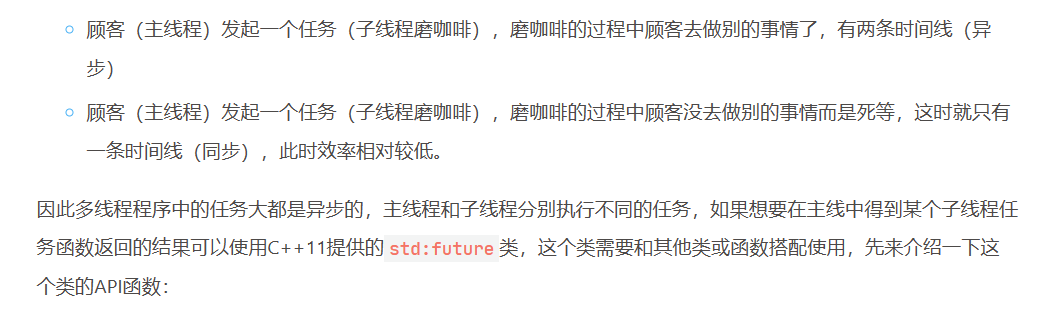 顾客（主线程）发起一个任务（子线程磨咖啡），磨咖啡的过程中顾客去做别的事情了，有两条时间线（异
步）
顾客（主线程）发起一个任务（子线程磨咖啡），磨咖啡的过程中顾客没去做别的事情而是死等，这时就只有
一条时间线（同步），此时效率相对较低。
因此多线程程序中的任务大都是异步的，主线程和子线程分别执行不同的任务，如果想要在主线中得到某个子线程任
务函数返回的结果可以使用C++11提供的std:future类，这个类需要和其他类或函数搭配使用，先来介绍一下这
个类的API函数：